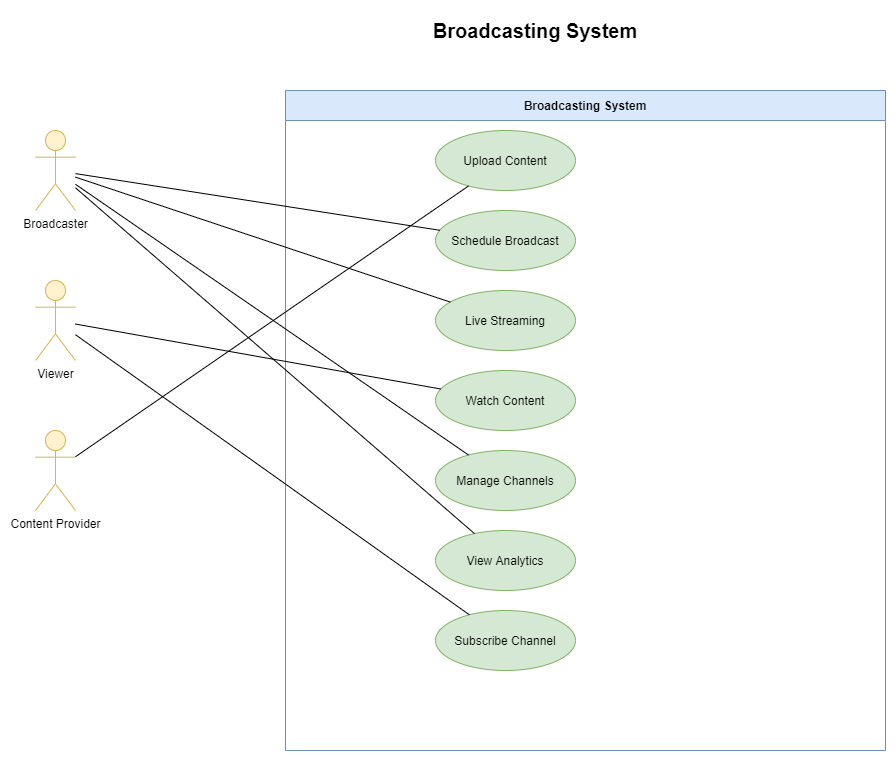 Broadcasting System
Broadcasting System
Upload Content
Schedule Broadcast
Live Streaming
Watch Content
Manage Channels
View Analytics
Subscribe Channel
Broadcaster
Viewer
Content Provider